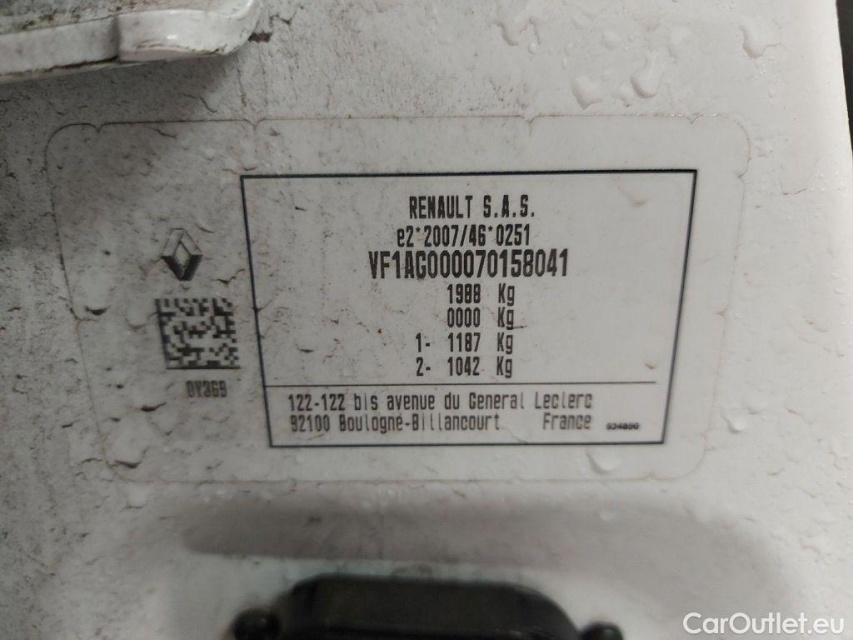 RENAULT S.A.S.
e2*2007/46*0251
VF1AG000070158041
1988 Kg
0000 Kg
1- 1187 Kg
2- 1042 Kg
0Y369
122-122 bis avenue du General Leclerc
92100 Boulogne-Billancourt France
CarOutlet.eu